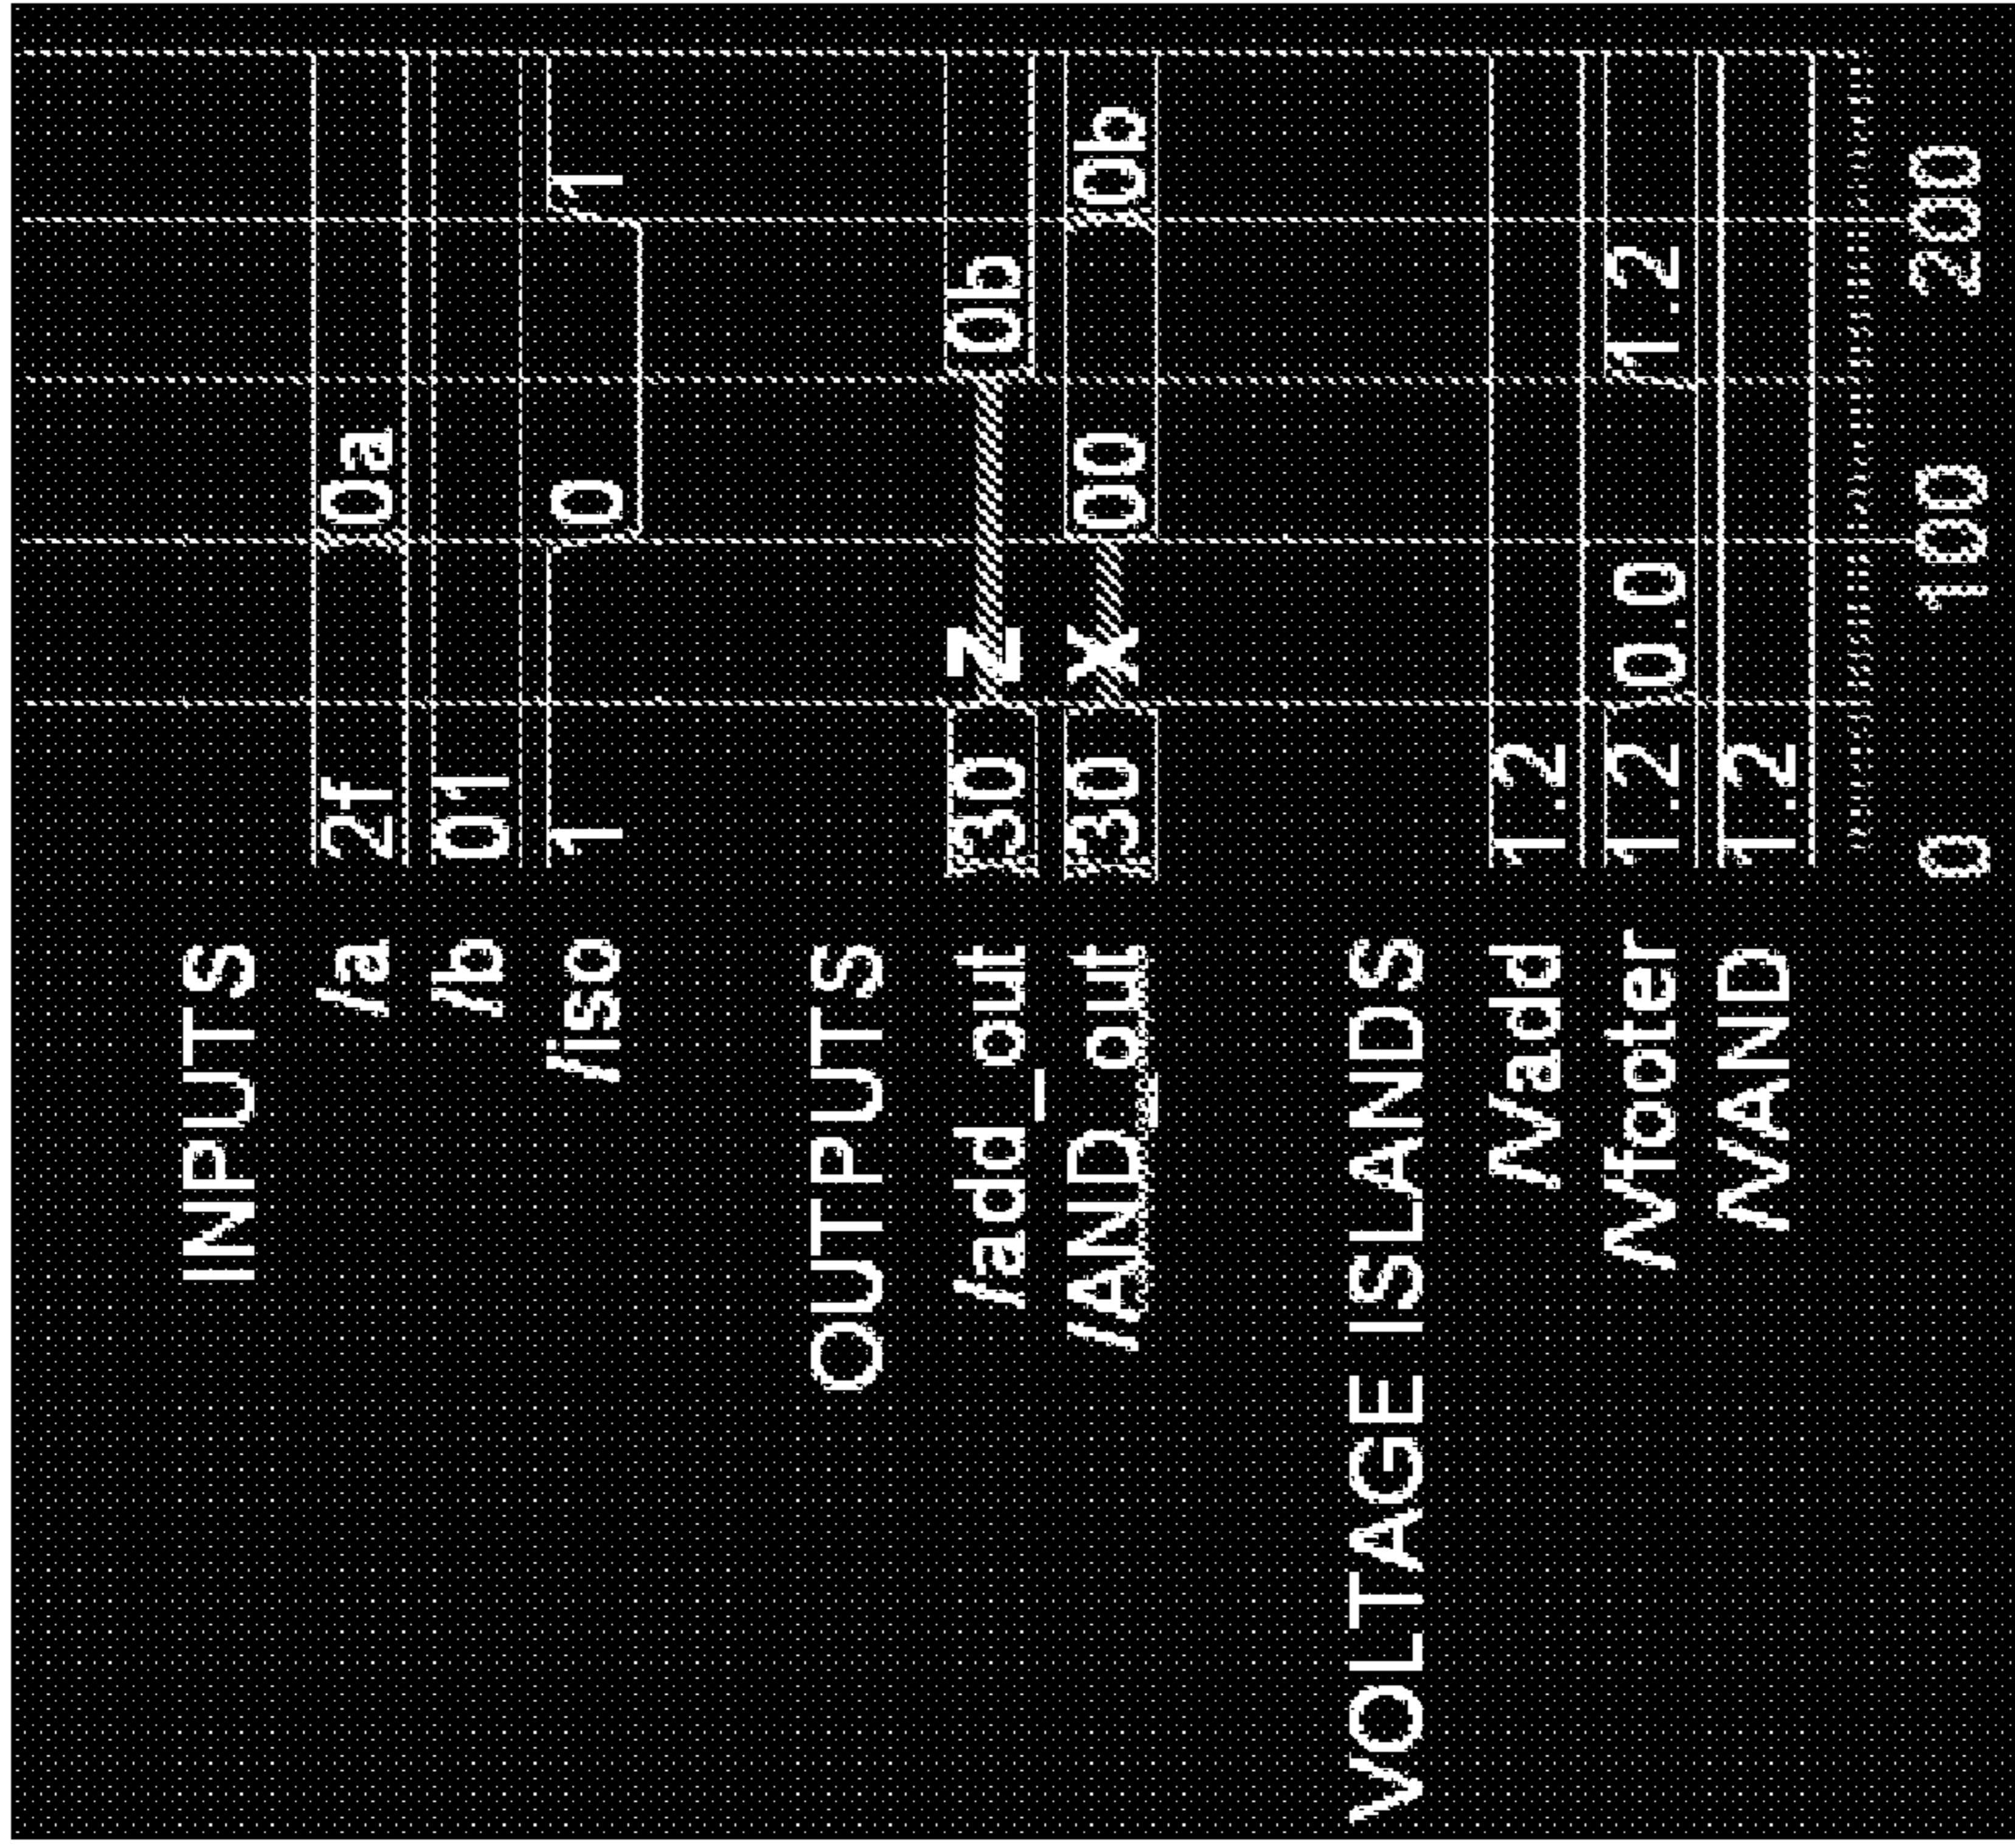 INPUTS
/a 2f 0a
/b 01
/iso 1 0 1
OUTPUTS
/add_out 30 Z 0b
/AND_out 30 X 00 0b
VOLTAGE ISLANDS
/Vadd 1.2
/Vfooter 1.2 0.0 1.2
/VAND 1.2
0 100 200